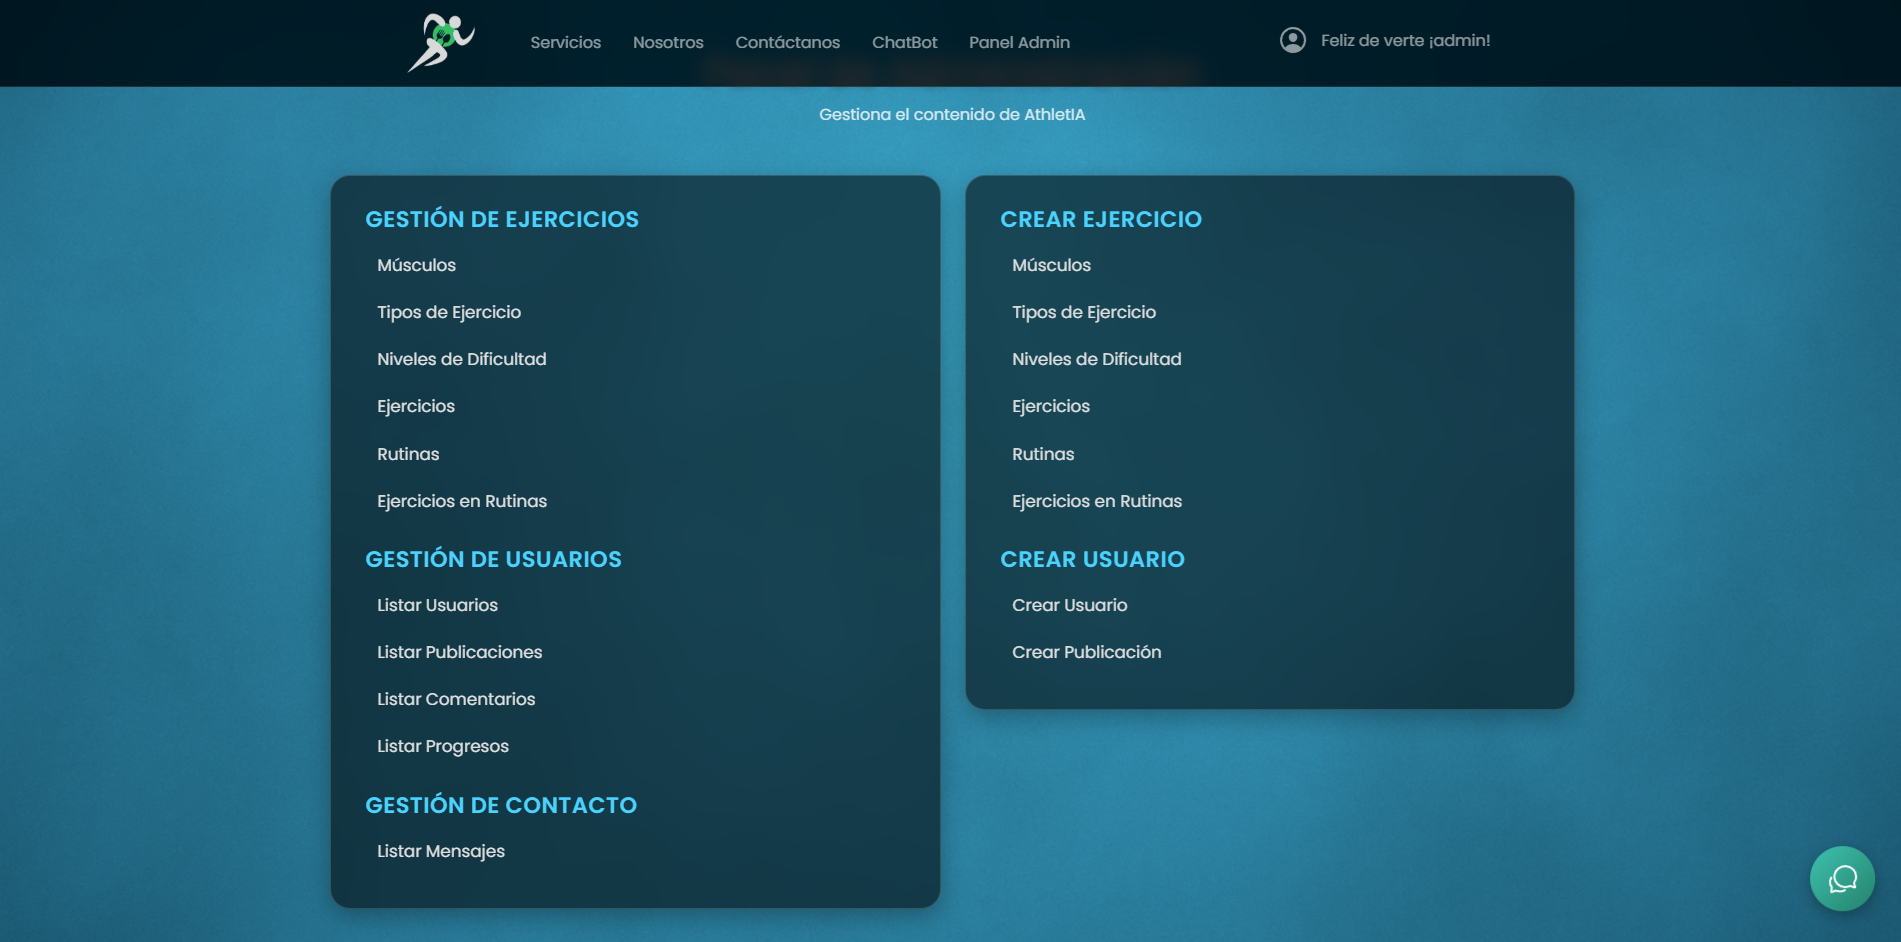 Servicios Nosotros Contáctanos ChatBot Panel Admin Feliz de verte ¡admin!
Gestiona el contenido de AthletIA
GESTIÓN DE EJERCICIOS
Músculos
Tipos de Ejercicio
Niveles de Dificultad
Ejercicios
Rutinas
Ejercicios en Rutinas
GESTIÓN DE USUARIOS
Listar Usuarios
Listar Publicaciones
Listar Comentarios
Listar Progresos
GESTIÓN DE CONTACTO
Listar Mensajes
CREAR EJERCICIO
Músculos
Tipos de Ejercicio
Niveles de Dificultad
Ejercicios
Rutinas
Ejercicios en Rutinas
CREAR USUARIO
Crear Usuario
Crear Publicación